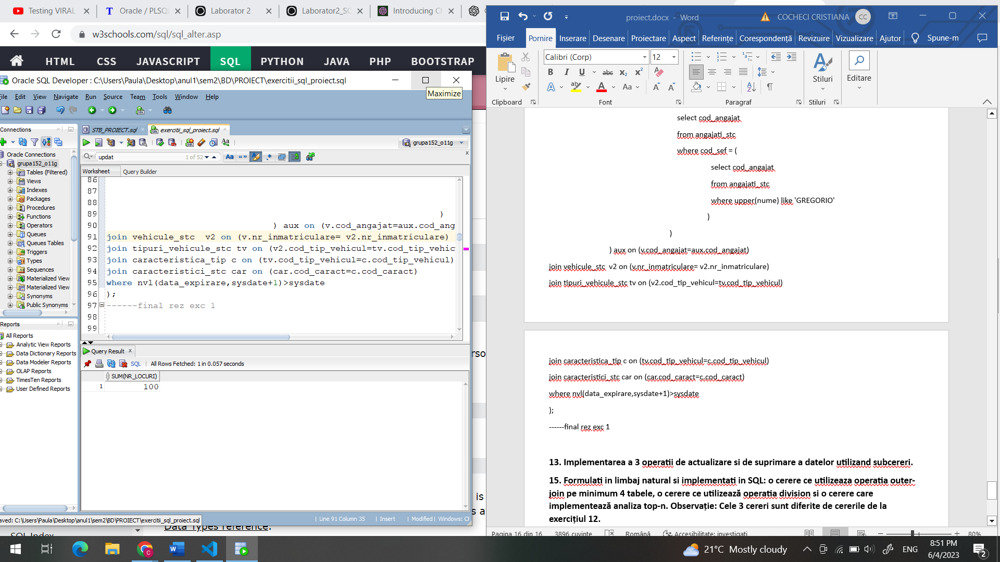 Testing VIRAL
Oracle / PLSQ
Laborator 2
Laborator2_SQ
Introducing Ch
w3schools.com/sql/sql_alter.asp
HTML CSS JAVASCRIPT SQL PYTHON JAVA PHP BOOTSTRAP
Oracle SQL Developer : C:\Users\Paula\Desktop\anul1\sem2\BD\PROIECT\exercitii_sql_proiect.sql
Maximize
ile Edit View Navigate Run Source Team Tools Window Help
Connections
Oracle Connections
grupa152_o11g
Tables (Filtered)
Views
Indexes
Packages
Procedures
Functions
Operators
Queues
Queues Tables
Triggers
Types
Sequences
Materialized View
Materialized View
Synonyms
Public Synonyms
Reports
All Reports
Analytic View Reports
Data Dictionary Reports
Data Modeler Reports
OLAP Reports
TimesTen Reports
User Defined Reports
STB_PROIECT.sql
exercitii_sql_proiect.sql
grupa152_o11g
updat
1 of 52
Aa
Worksheet Query Builder
86
87
88
89 )
90 ) aux on (v.cod_angajat=aux.cod_ang
91 join vehicule_stc  v2 on (v.nr_inmatriculare= v2.nr_inmatriculare)
92 join tipuri_vehicule_stc tv on (v2.cod_tip_vehicul=tv.cod_tip_vehic
93 join caracteristica_tip c on (tv.cod_tip_vehicul=c.cod_tip_vehicul)
94 join caracteristici_stc car on (car.cod_caract=c.cod_caract)
95 where nvl(data_expirare,sysdate+1)>sysdate
96 );
97 ------final rez exc 1
98
99
Query Result
SQL | All Rows Fetched: 1 in 0.057 seconds
SUM(NR_LOCURI)
1 100
aved: C:\Users\Paula\Desktop\anul1\sem2\BD\PROIECT\exercitii_sql_proiect.sql
Line 91 Column 35 | Insert | Modified | Windows: CF
rso
is
s a
SQL Index
Data Types reference.
proiect.docx - Word
COCHECI CRISTIANA
CC
Fișier Pornire Inserare Desenare Proiectare Aspect Referințe Corespondență Revizuire Vizualizare Ajutor Spune-m
Lipire
Calibri (Corp) 12
B I U abc x₂ x²
A A Aa A A
Stiluri
Editare
Clipboard Font Paragraf Stiluri
select cod_angajat
from angajati_stc
where cod_sef = (
select cod_angajat
from angajati_stc
where upper(nume) like 'GREGORIO'
)
)
) aux on (v.cod_angajat=aux.cod_angajat)
join vehicule_stc  v2 on (v.nr_inmatriculare= v2.nr_inmatriculare)
join tipuri_vehicule_stc tv on (v2.cod_tip_vehicul=tv.cod_tip_vehicul)
join caracteristica_tip c on (tv.cod_tip_vehicul=c.cod_tip_vehicul)
join caracteristici_stc car on (car.cod_caract=c.cod_caract)
where nvl(data_expirare,sysdate+1)>sysdate
);
------final rez exc 1
13. Implementarea a 3 operatii de actualizare si de suprimare a datelor utilizand subcereri.
15. Formulati in limbaj natural si implementati in SQL: o cerere ce utilizeaza operatia outer-
join pe minimum 4 tabele, o cerere ce utilizează operatia division si o cerere care
implementează analiza top-n. Observație: Cele 3 cereri sunt diferite de cererile de la
exercițiul 12.
Pagina 16 din 16 3896 cuvinte Română Accesibilitate: investigați 80%
21°C Mostly cloudy
ENG
8:51 PM
6/4/2023
2